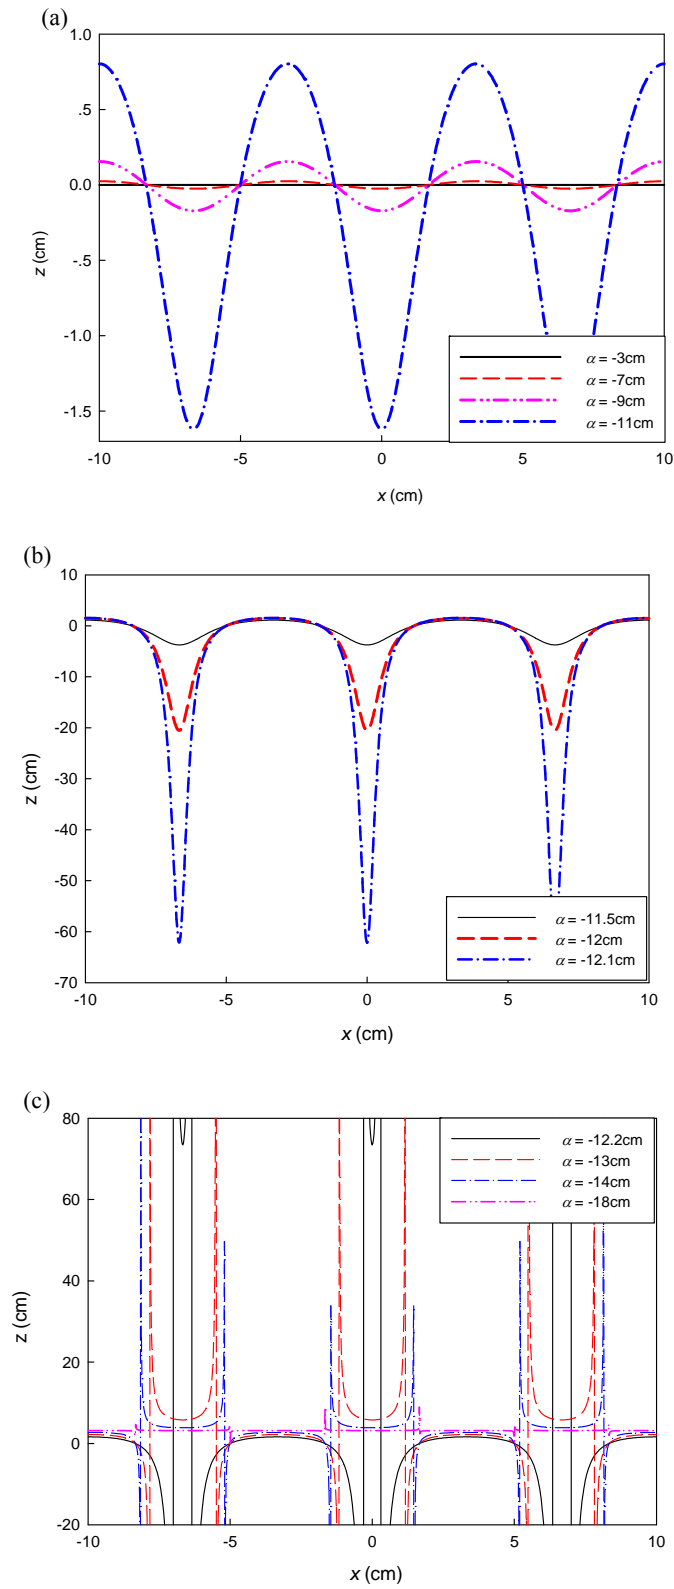 (a)
1.0
.5
0.0
-.5
-1.0
-1.5
z (cm)
α = -3cm
α = -7cm
α = -9cm
α = -11cm
-10 -5 0 5 10
x (cm)
(b)
10
0
-10
-20
-30
-40
-50
-60
-70
z (cm)
α = -11.5cm
α = -12cm
α = -12.1cm
-10 -5 0 5 10
x (cm)
(c)
80
60
40
20
0
-20
z (cm)
α = -12.2cm
α = -13cm
α = -14cm
α = -18cm
-10 -5 0 5 10
x (cm)